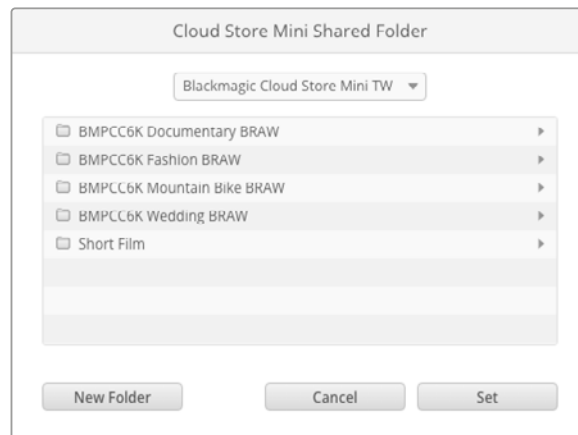 Cloud Store Mini Shared Folder
Blackmagic Cloud Store Mini TW
BMPCC6K Documentary BRAW
BMPCC6K Fashion BRAW
BMPCC6K Mountain Bike BRAW
BMPCC6K Wedding BRAW
Short Film
New Folder Cancel Set